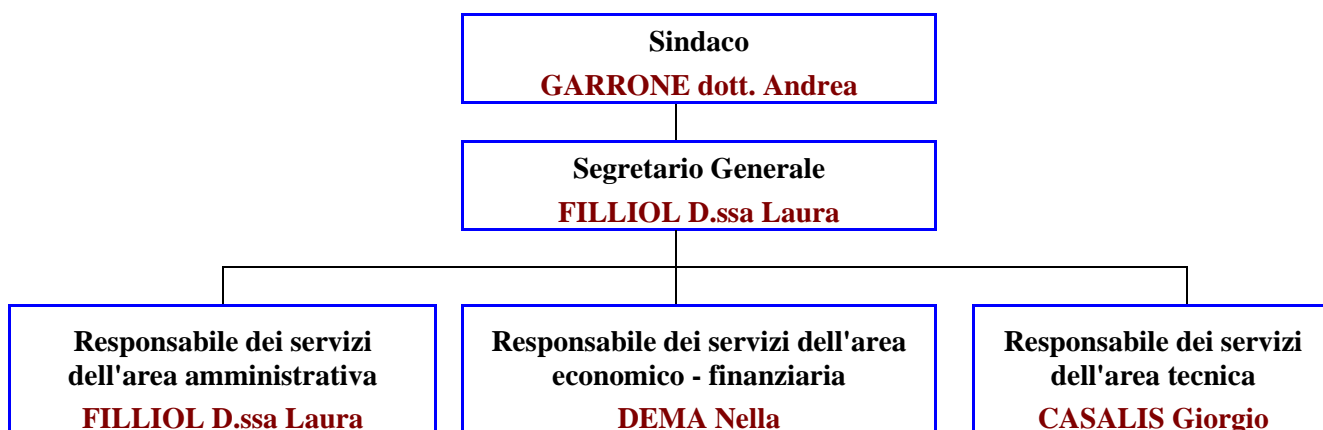 Sindaco
GARRONE dott. Andrea
Segretario Generale
FILLIOL D.ssa Laura
Responsabile dei servizi
dell'area amministrativa
FILLIOL D.ssa Laura
Responsabile dei servizi dell'area
economico - finanziaria
DEMA Nella
Responsabile dei servizi
dell'area tecnica
CASALIS Giorgio